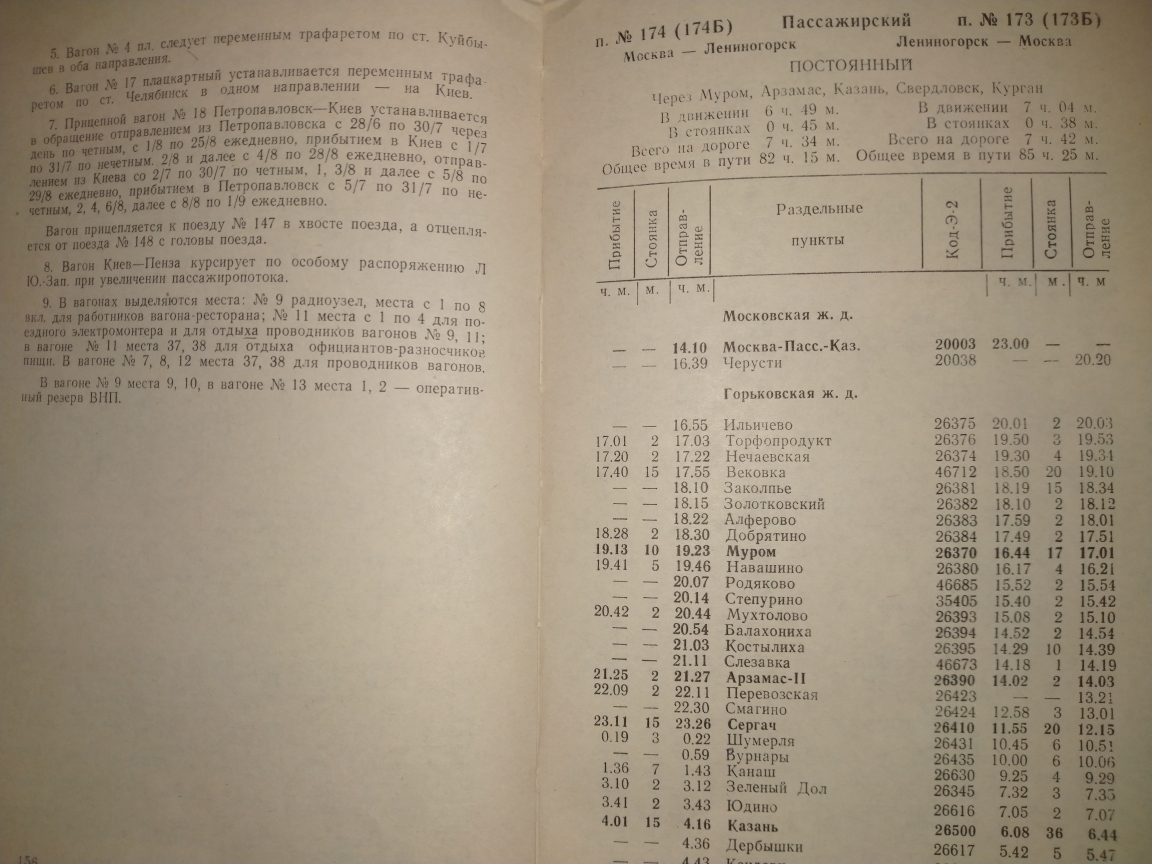 5. Вагон № 4 пл. следует переменным трафаретом по ст. Куйбы-
шев в оба направления.
6. Вагон № 17 плацкартный устанавливается переменным трафа-
ретом по ст. Челябинск в одном направлении — на Киев.
7. Прицепной вагон № 18 Петропавловск—Киев устанавливается
в обращение отправлением из Петропавловска с 28/6 по 30/7 через
день по четным, с 1/8 по 25/8 ежедневно, прибытием в Киев с 1/7
по 31/7 по нечетным. 2/8 и далее с 4/8 по 28/8 ежедневно, отправ-
лением из Киева со 2/7 по 30/7 по четным, 1, 3/8 и далее с 5/8 по
29/8 ежедневно, прибытием в Петропавловск с 5/7 по 31/7 по не-
четным, 2, 4, 6/8, далее с 8/8 по 1/9 ежедневно.
Вагон прицепляется к поезду № 147 в хвосте поезда, а отцепля-
ется от поезда № 148 с головы поезда.
8. Вагон Киев—Пенза курсирует по особому распоряжению Л
Ю.-Зап. при увеличении пассажиропотока.
9. В вагонах выделяются места: № 9 радиоузел, места с 1 по 8
вкл. для работников вагона-ресторана; № 11 места с 1 по 4 для по-
ездного электромонтера и для отдыха проводников вагонов № 9, 11;
в вагоне № 11 места 37, 38 для отдыха официантов-разносчиков
пищи. В вагоне № 7, 8, 12 места 37, 38 для проводников вагонов.
В вагоне № 9 места 9, 10, в вагоне № 13 места 1, 2 — оператив-
ный резерв ВНП.
156
п. № 174 (174Б) Пассажирский п. № 173 (173Б)
Москва — Лениногорск Лениногорск — Москва
ПОСТОЯННЫЙ
Через Муром, Арзамас, Казань, Свердловск, Курган
В движении 6 ч. 49 м. В движении 7 ч. 04 м.
В стоянках 0 ч. 45 м. В стоянках 0 ч. 38 м.
Всего на дороге 7 ч. 34 м. Всего на дороге 7 ч. 42 м.
Общее время в пути 82 ч. 15 м. Общее время в пути 85 ч. 25 м.
Прибытие Стоянка Отправ-ление Раздельные пункты Код-Э-2 Прибытие Стоянка Отправ-ление
ч. м. м. ч. м. ч. м. м. ч. м
Московская ж. д.
— — 14.10 Москва-Пасс.-Каз. 20003 23.00 — —
— — 16.39 Черусти 20038 — — 20.20
Горьковская ж. д.
— — 16.55 Ильичево 26375 20.01 2 20.03
17.01 2 17.03 Торфопродукт 26376 19.50 3 19.53
17.20 2 17.22 Нечаевская 26374 19.30 4 19.34
17.40 15 17.55 Вековка 46712 18.50 20 19.10
— — 18.10 Заколпье 26381 18.19 15 18.34
— — 18.15 Золотковский 26382 18.10 2 18.12
— — 18.22 Алферово 26383 17.59 2 18.01
18.28 2 18.30 Добрятино 26384 17.49 2 17.51
19.13 10 19.23 Муром 26370 16.44 17 17.01
19.41 5 19.46 Навашино 26380 16.17 4 16.21
— — 20.07 Родяково 46685 15.52 2 15.54
— — 20.14 Степурино 35405 15.40 2 15.42
20.42 2 20.44 Мухтолово 26393 15.08 2 15.10
— — 20.54 Балахониха 26394 14.52 2 14.54
— — 21.03 Костылиха 26395 14.29 10 14.39
— — 21.11 Слезавка 46673 14.18 1 14.19
21.25 2 21.27 Арзамас-II 26390 14.02 2 14.03
22.09 2 22.11 Перевозская 26423 — — 13.21
— — 22.30 Смагино 26424 12.58 3 13.01
23.11 15 23.26 Сергач 26410 11.55 20 12.15
0.19 3 0.22 Шумерля 26431 10.45 6 10.51
— — 0.59 Вурнары 26435 10.00 6 10.06
1.36 7 1.43 Канаш 26630 9.25 4 9.29
3.10 2 3.12 Зеленый Дол 26345 7.32 3 7.35
3.41 2 3.43 Юдино 26616 7.05 2 7.07
4.01 15 4.16 Казань 26500 6.08 36 6.44
— — 4.36 Дербышки 26617 5.42 5 5.47
— — 4.43